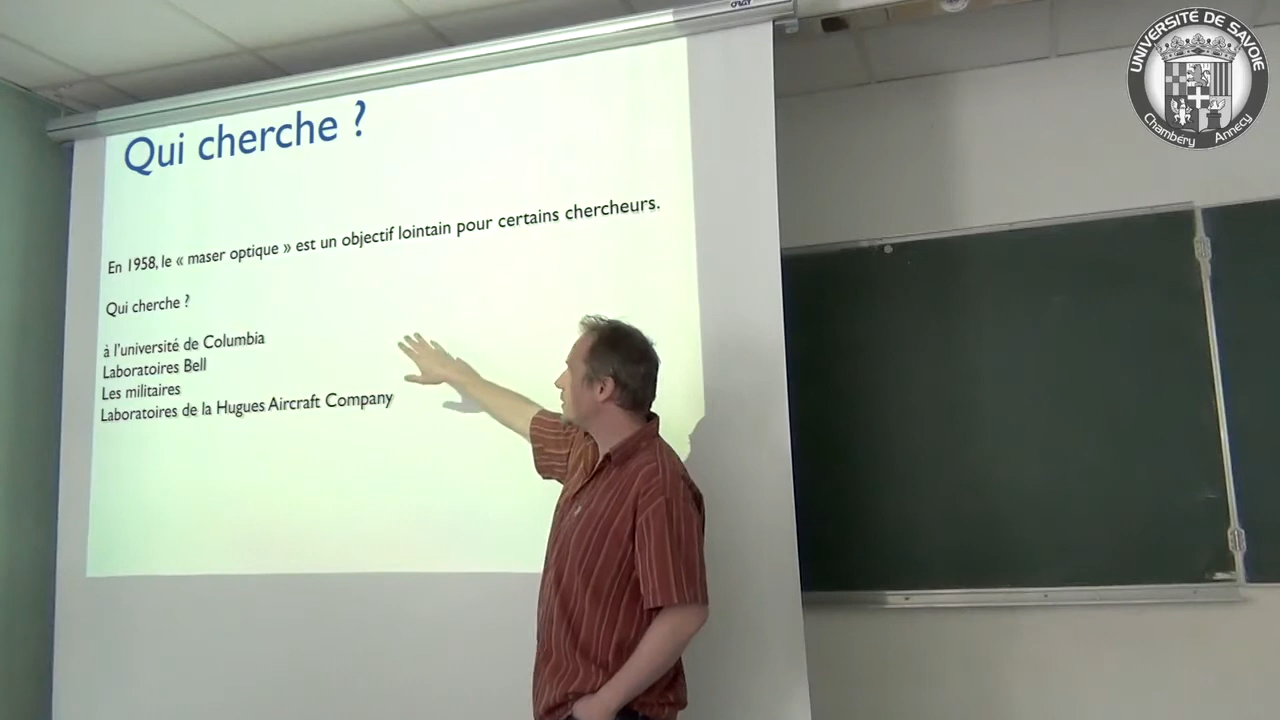 Qui cherche ?
En 1958, le « maser optique » est un objectif lointain pour certains chercheurs.
Qui cherche ?
à l'université de Columbia
Laboratoires Bell
Les militaires
Laboratoires de la Hugues Aircraft Company
UNIVERSITÉ DE SAVOIE
Chambéry Annecy